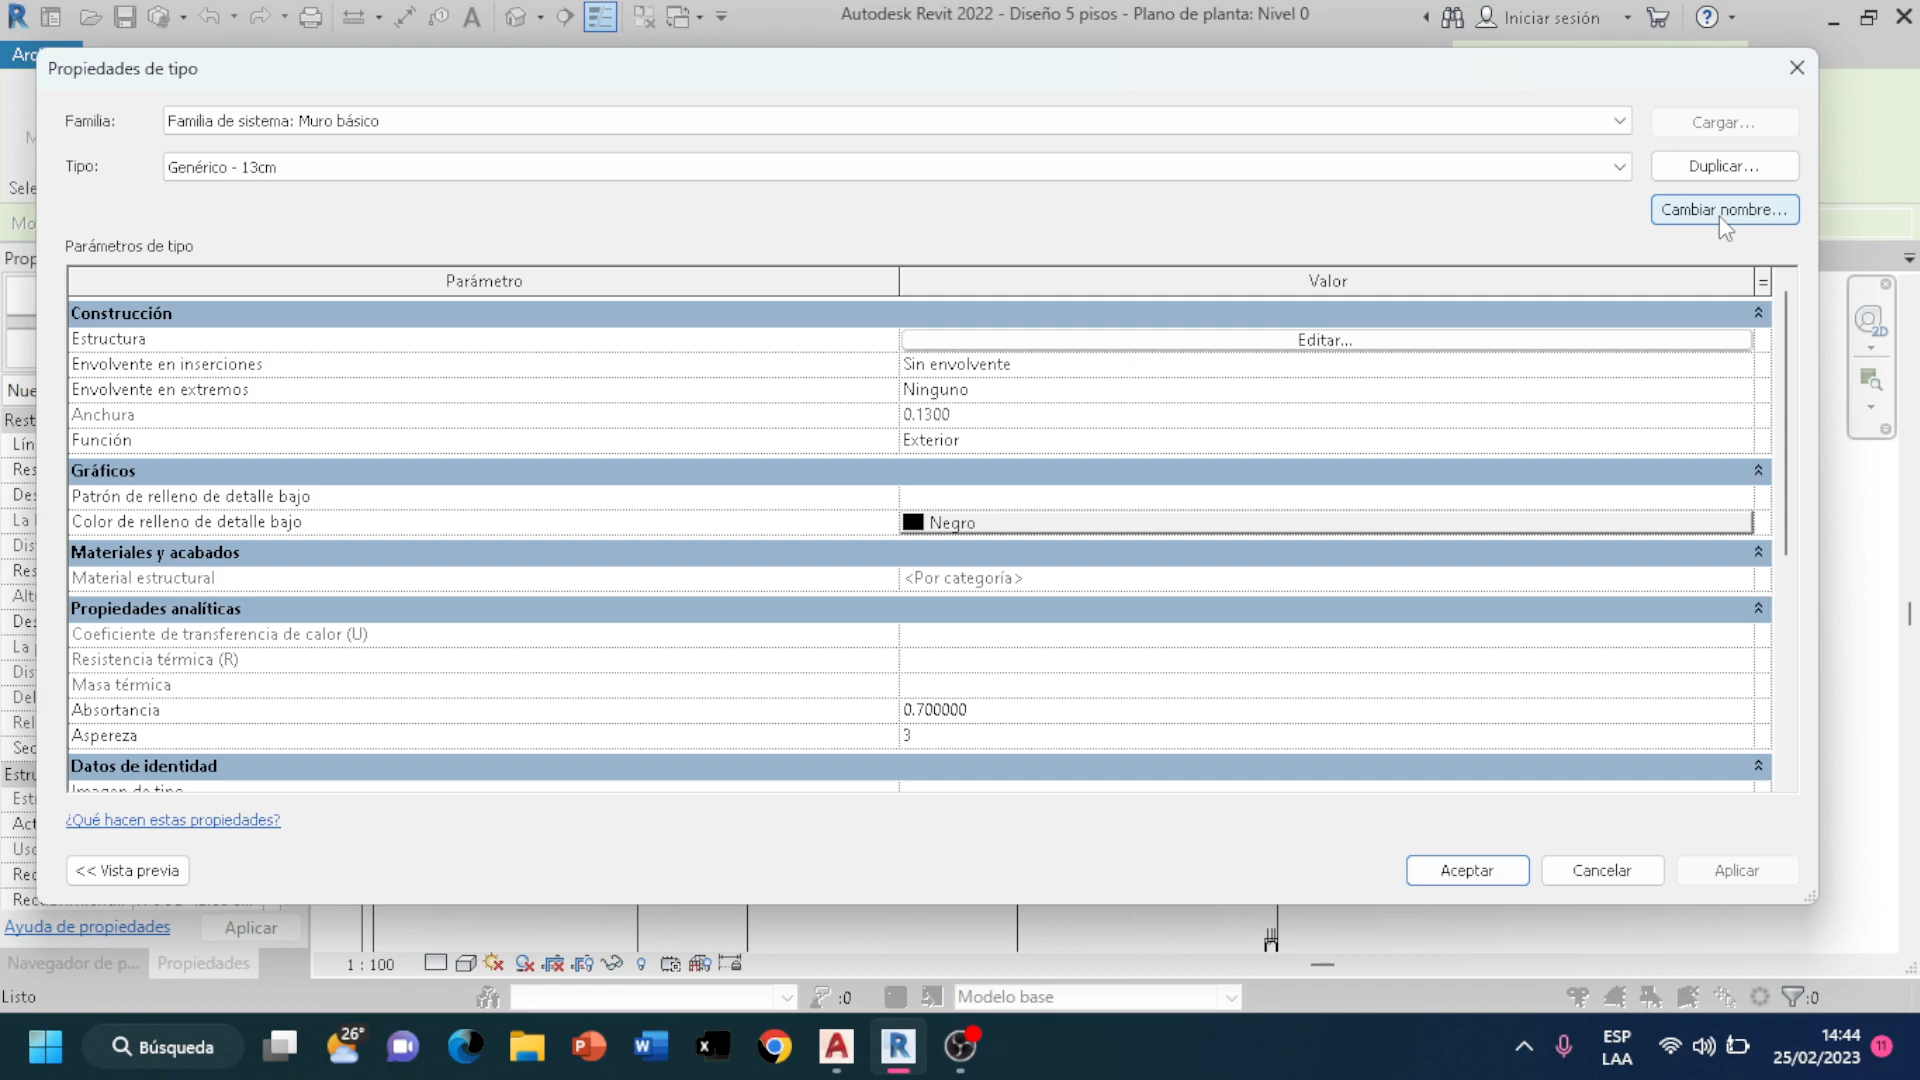 Autodesk Revit 2022 - Diseño 5 pisos - Plano de planta: Nivel 0
Iniciar sesión
Propiedades de tipo
Familia:
Familia de sistema: Muro básico
Cargar...
Tipo:
Genérico - 13cm
Duplicar...
Cambiar nombre...
Parámetros de tipo
Parámetro
Valor
=
Construcción
Estructura
Editar...
Envolvente en inserciones
Sin envolvente
Envolvente en extremos
Ninguno
Anchura
0.1300
Función
Exterior
Gráficos
Patrón de relleno de detalle bajo
Color de relleno de detalle bajo
Negro
Materiales y acabados
Material estructural
<Por categoría>
Propiedades analíticas
Coeficiente de transferencia de calor (U)
Resistencia térmica (R)
Masa térmica
Absortancia
0.700000
Aspereza
3
Datos de identidad
Imagen de tipo
¿Qué hacen estas propiedades?
<< Vista previa
Aceptar
Cancelar
Aplicar
Ayuda de propiedades
Aplicar
Navegador de p...
Propiedades
1 : 100
Listo
:0
Modelo base
:0
26°
Búsqueda
ESP
LAA
14:44
25/02/2023
11